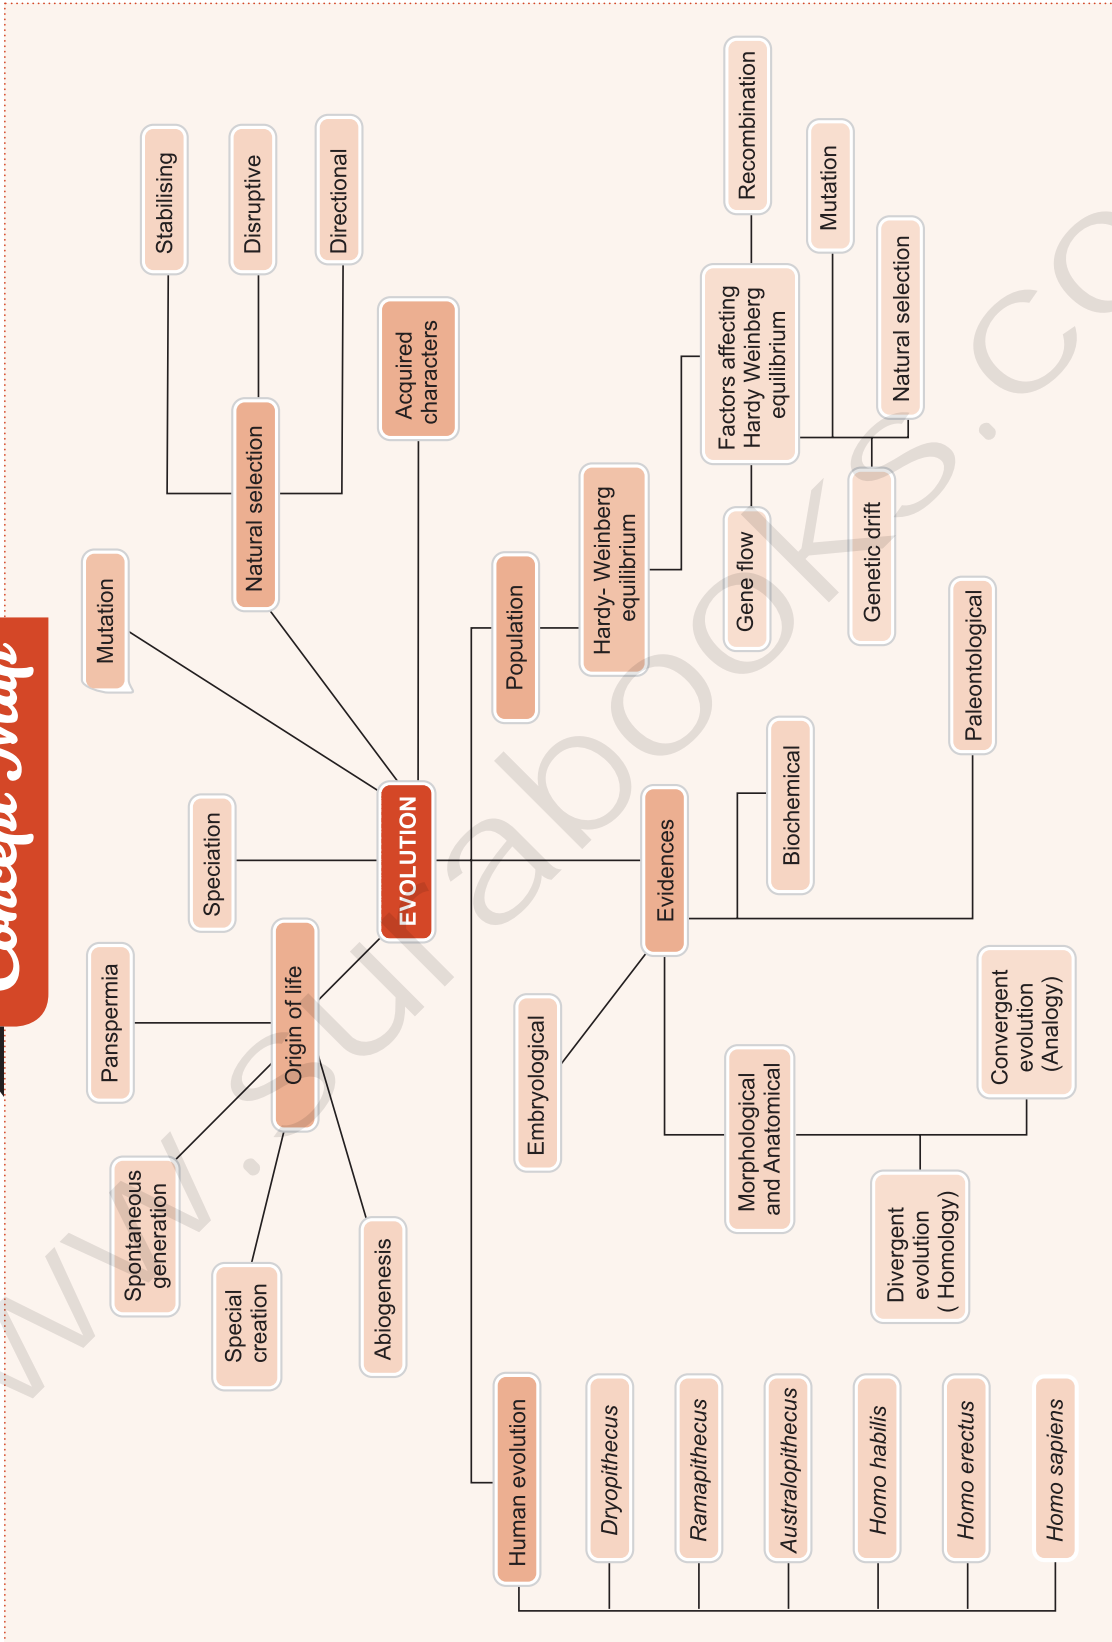 Concept Map
Mutation
Stabilising
Natural selection
Disruptive
Directional
Acquired
characters
Speciation
Panspermia
Origin of life
Spontaneous
generation
Special
creation
Abiogenesis
EVOLUTION
Population
Hardy- Weinberg
equilibrium
Factors affecting
Hardy Weinberg
equilibrium
Recombination
Mutation
Natural selection
Gene flow
Genetic drift
Evidences
Embryological
Biochemical
Paleontological
Morphological
and Anatomical
Divergent
evolution
( Homology)
Convergent
evolution
(Analogy)
Human evolution
Dryopithecus
Ramapithecus
Australopithecus
Homo habilis
Homo erectus
Homo sapiens
www.surabooks.co